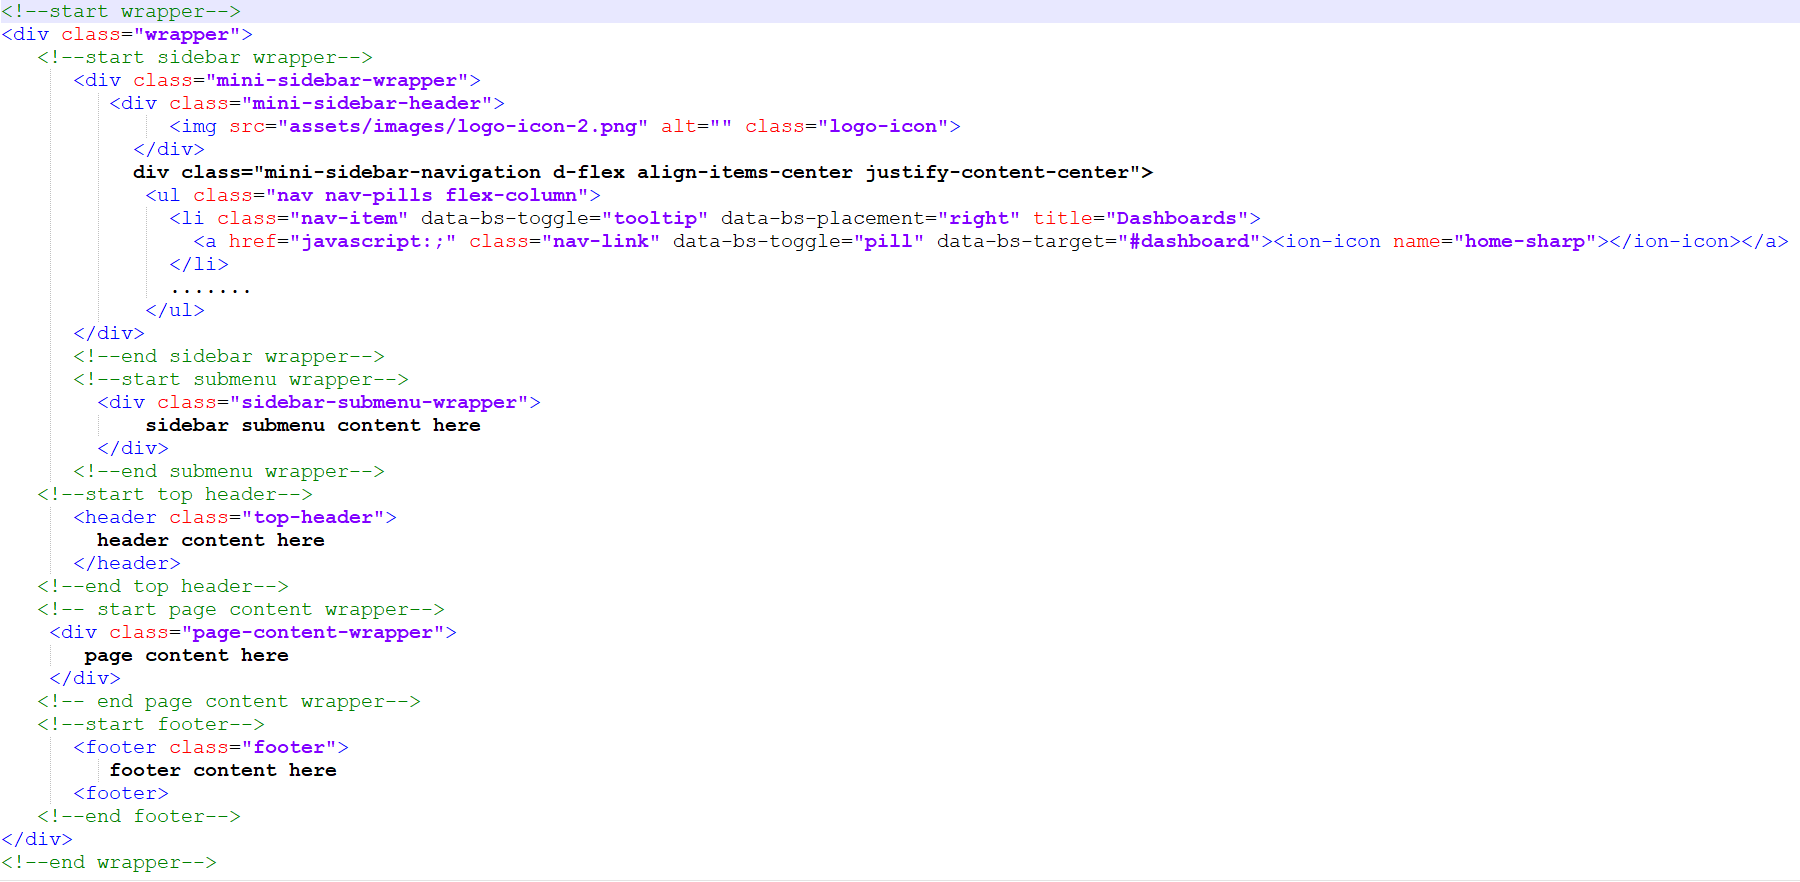 <!--start wrapper-->
<div class="wrapper">
<!--start sidebar wrapper-->
<div class="mini-sidebar-wrapper">
<div class="mini-sidebar-header">
<img src="assets/images/logo-icon-2.png" alt="" class="logo-icon">
</div>
div class="mini-sidebar-navigation d-flex align-items-center justify-content-center">
<ul class="nav nav-pills flex-column">
<li class="nav-item" data-bs-toggle="tooltip" data-bs-placement="right" title="Dashboards">
<a href="javascript:;" class="nav-link" data-bs-toggle="pill" data-bs-target="#dashboard"><ion-icon name="home-sharp"></ion-icon></a>
</li>
.......
</ul>
</div>
<!--end sidebar wrapper-->
<!--start submenu wrapper-->
<div class="sidebar-submenu-wrapper">
sidebar submenu content here
</div>
<!--end submenu wrapper-->
<!--start top header-->
<header class="top-header">
header content here
</header>
<!--end top header-->
<!-- start page content wrapper-->
<div class="page-content-wrapper">
page content here
</div>
<!-- end page content wrapper-->
<!--start footer-->
<footer class="footer">
footer content here
<footer>
<!--end footer-->
</div>
<!--end wrapper-->